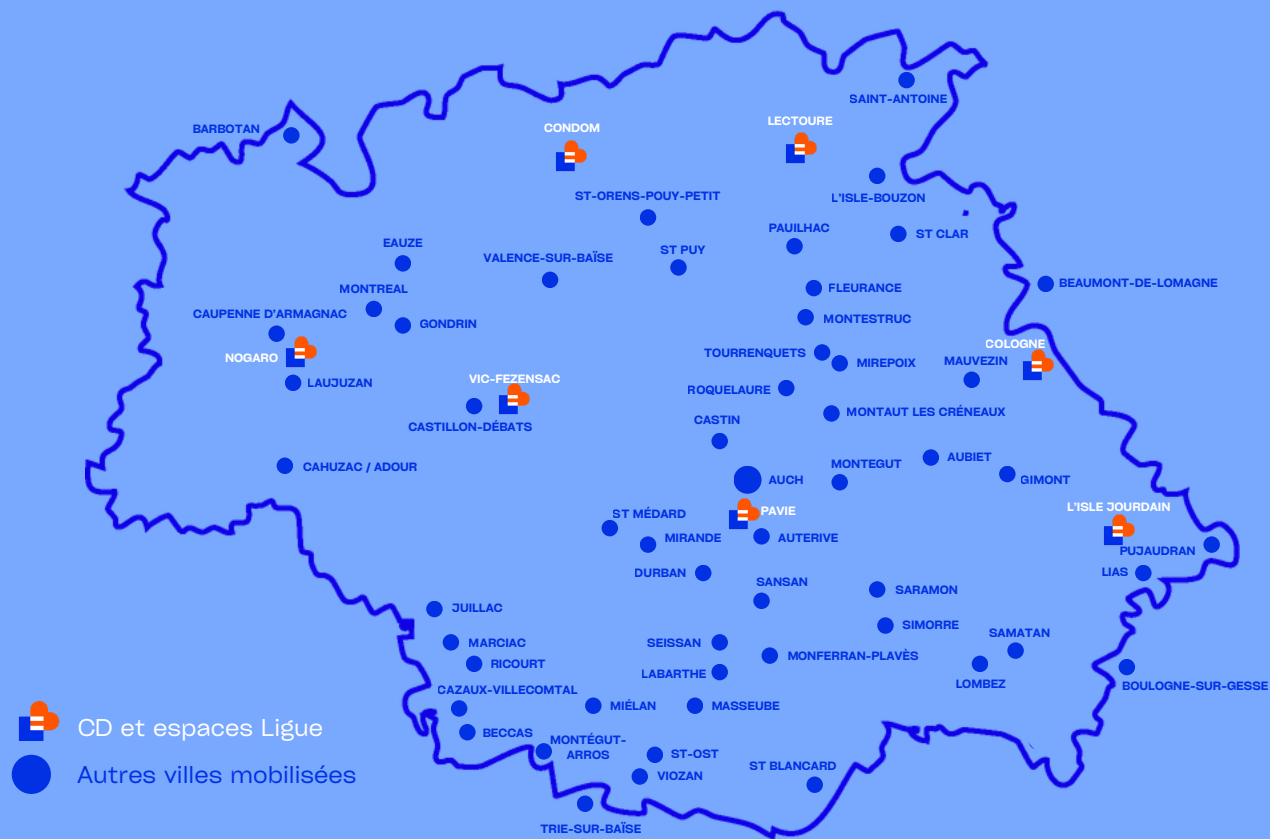 SAINT-ANTOINE
LECTOURE
CONDOM
BARBOTAN
ST-ORENS-POUY-PETIT
L'ISLE-BOUZON
PAUILHAC
ST CLAR
EAUZE
ST PUY
VALENCE-SUR-BAÏSE
BEAUMONT-DE-LOMAGNE
MONTREAL
FLEURANCE
CAUPENNE D'ARMAGNAC
MONTESTRUC
GONDRIN
COLOGNE
NOGARO
TOURRENQUETS
MIREPOIX
MAUVEZIN
LAUJUZAN
VIC-FEZENSAC
ROQUELAURE
MONTAUT LES CRÉNEAUX
CASTILLON-DÉBATS
CASTIN
AUBIET
CAHUZAC / ADOUR
MONTEGUT
AUCH
GIMONT
L'ISLE JOURDAIN
ST MÉDARD
PAVIE
MIRANDE
AUTERIVE
PUJAUDRAN
DURBAN
LIAS
SANSAN
SARAMON
JUILLAC
SIMORRE
SAMATAN
MARCIAC
SEISSAN
MONFERRAN-PLAVÈS
RICOURT
LABARTHE
LOMBEZ
BOULOGNE-SUR-GESSE
CAZAUX-VILLECOMTAL
MIÉLAN
MASSEUBE
CD et espaces Ligue
BECCAS
MONTÉGUT-
ARROS
ST-OST
ST BLANCARD
Autres villes mobilisées
VIOZAN
TRIE-SUR-BAÏSE